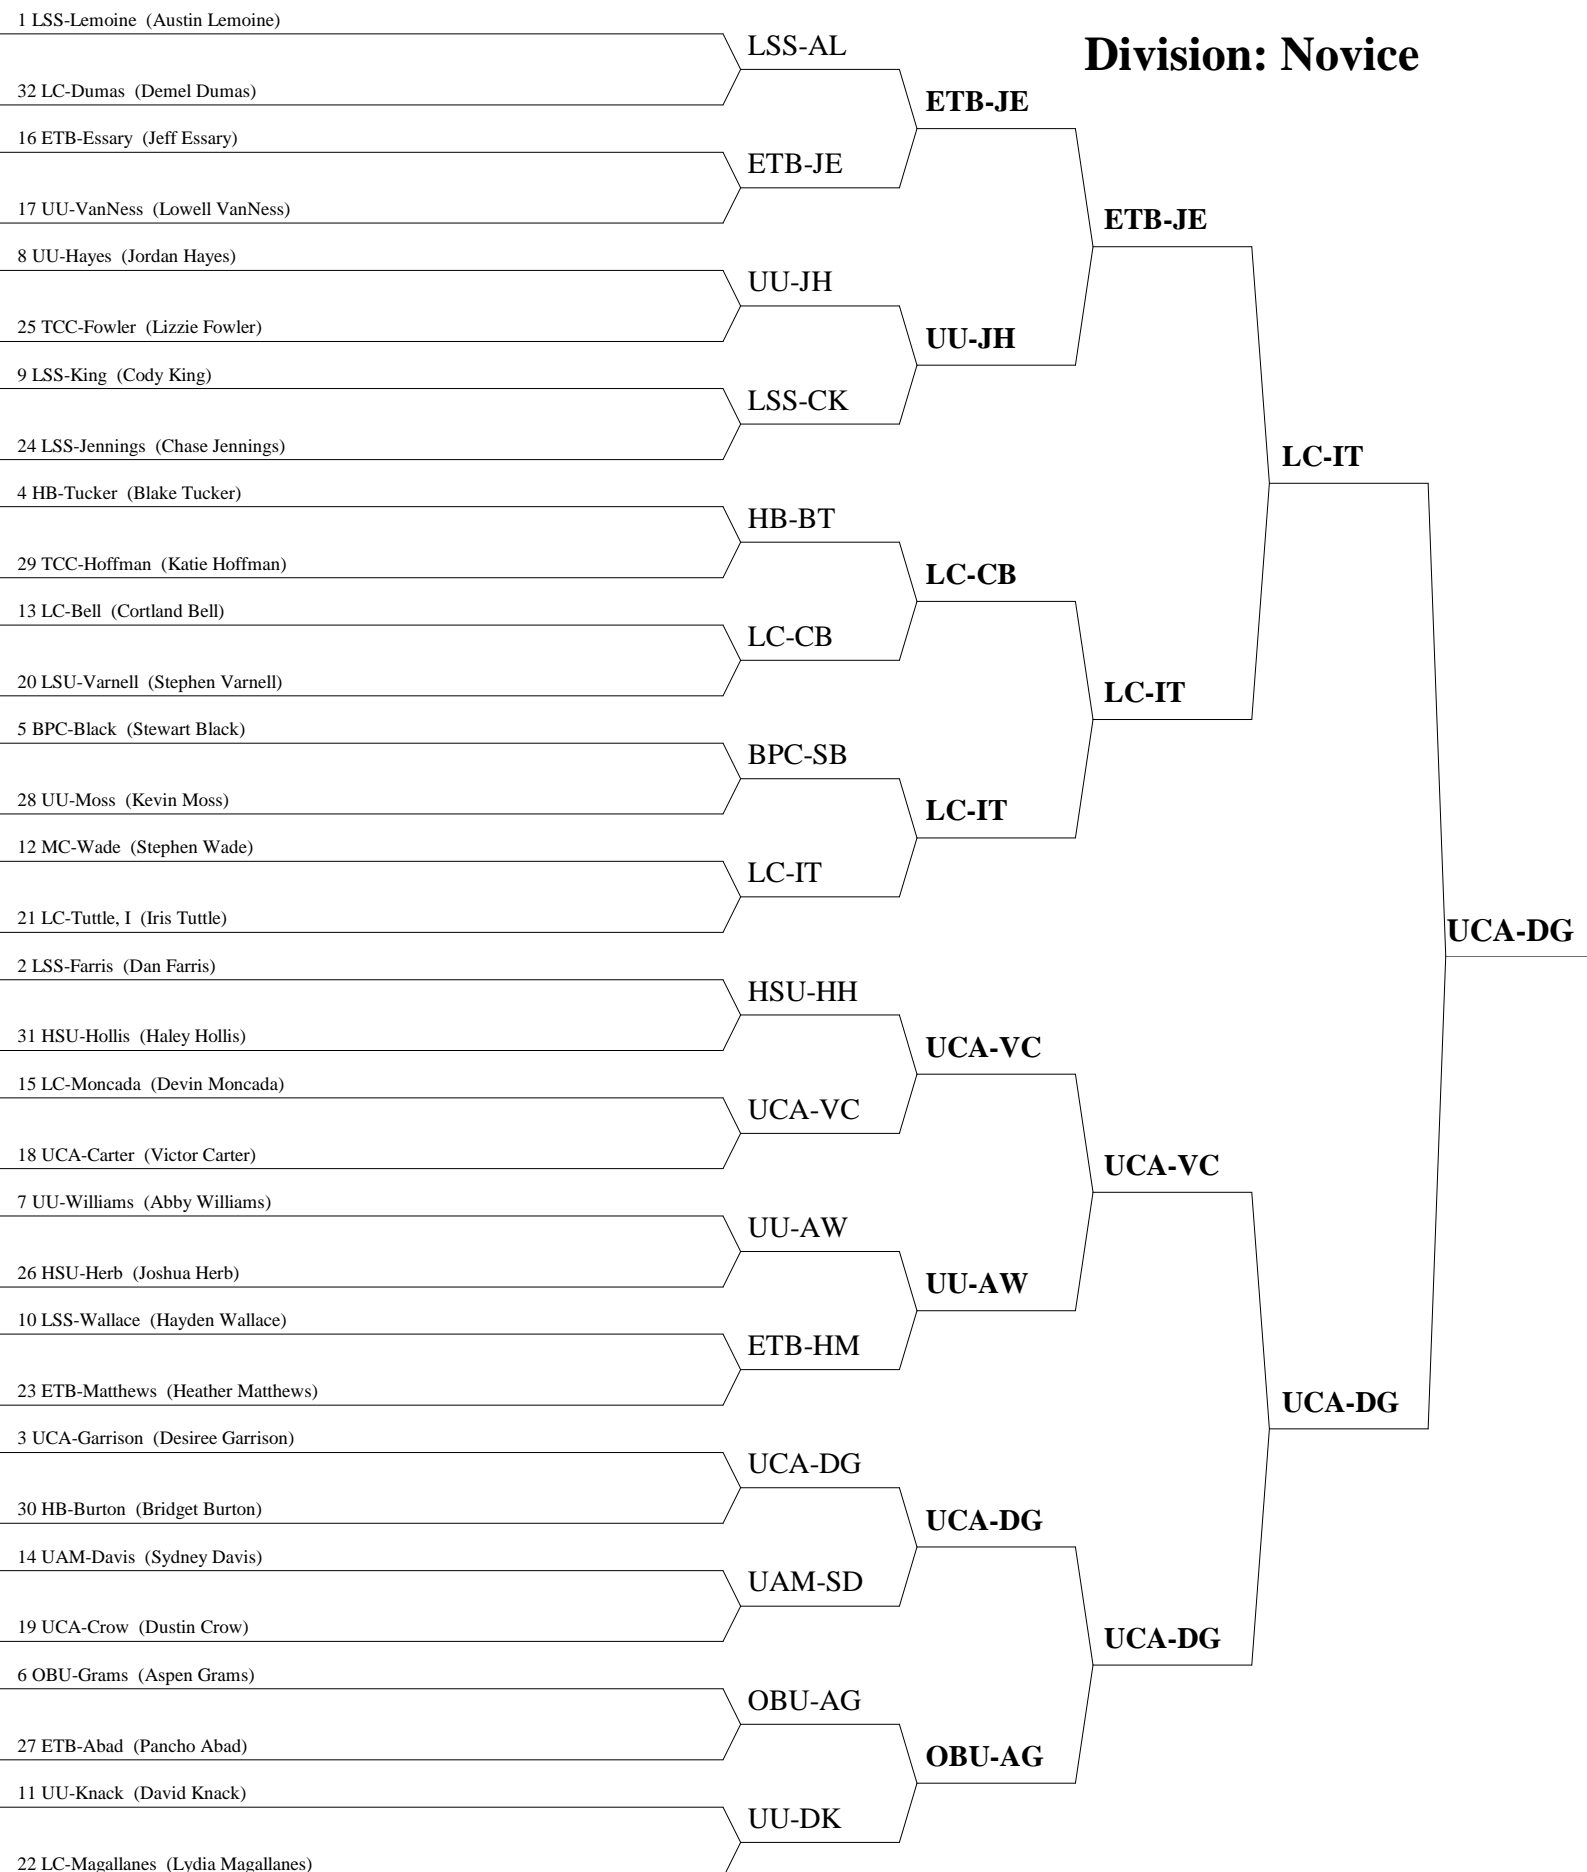 1 LSS-Lemoine (Austin Lemoine)
LSS-AL
Division: Novice
32 LC-Dumas (Demel Dumas)
ETB-JE
16 ETB-Essary (Jeff Essary)
ETB-JE
17 UU-VanNess (Lowell VanNess)
ETB-JE
8 UU-Hayes (Jordan Hayes)
UU-JH
25 TCC-Fowler (Lizzie Fowler)
UU-JH
9 LSS-King (Cody King)
LSS-CK
24 LSS-Jennings (Chase Jennings)
LC-IT
4 HB-Tucker (Blake Tucker)
HB-BT
29 TCC-Hoffman (Katie Hoffman)
LC-CB
13 LC-Bell (Cortland Bell)
LC-CB
20 LSU-Varnell (Stephen Varnell)
LC-IT
5 BPC-Black (Stewart Black)
BPC-SB
28 UU-Moss (Kevin Moss)
LC-IT
12 MC-Wade (Stephen Wade)
LC-IT
21 LC-Tuttle, I (Iris Tuttle)
UCA-DG
2 LSS-Farris (Dan Farris)
HSU-HH
31 HSU-Hollis (Haley Hollis)
UCA-VC
15 LC-Moncada (Devin Moncada)
UCA-VC
18 UCA-Carter (Victor Carter)
UCA-VC
7 UU-Williams (Abby Williams)
UU-AW
26 HSU-Herb (Joshua Herb)
UU-AW
10 LSS-Wallace (Hayden Wallace)
ETB-HM
23 ETB-Matthews (Heather Matthews)
UCA-DG
3 UCA-Garrison (Desiree Garrison)
UCA-DG
30 HB-Burton (Bridget Burton)
UCA-DG
14 UAM-Davis (Sydney Davis)
UAM-SD
19 UCA-Crow (Dustin Crow)
UCA-DG
6 OBU-Grams (Aspen Grams)
OBU-AG
27 ETB-Abad (Pancho Abad)
OBU-AG
11 UU-Knack (David Knack)
UU-DK
22 LC-Magallanes (Lydia Magallanes)